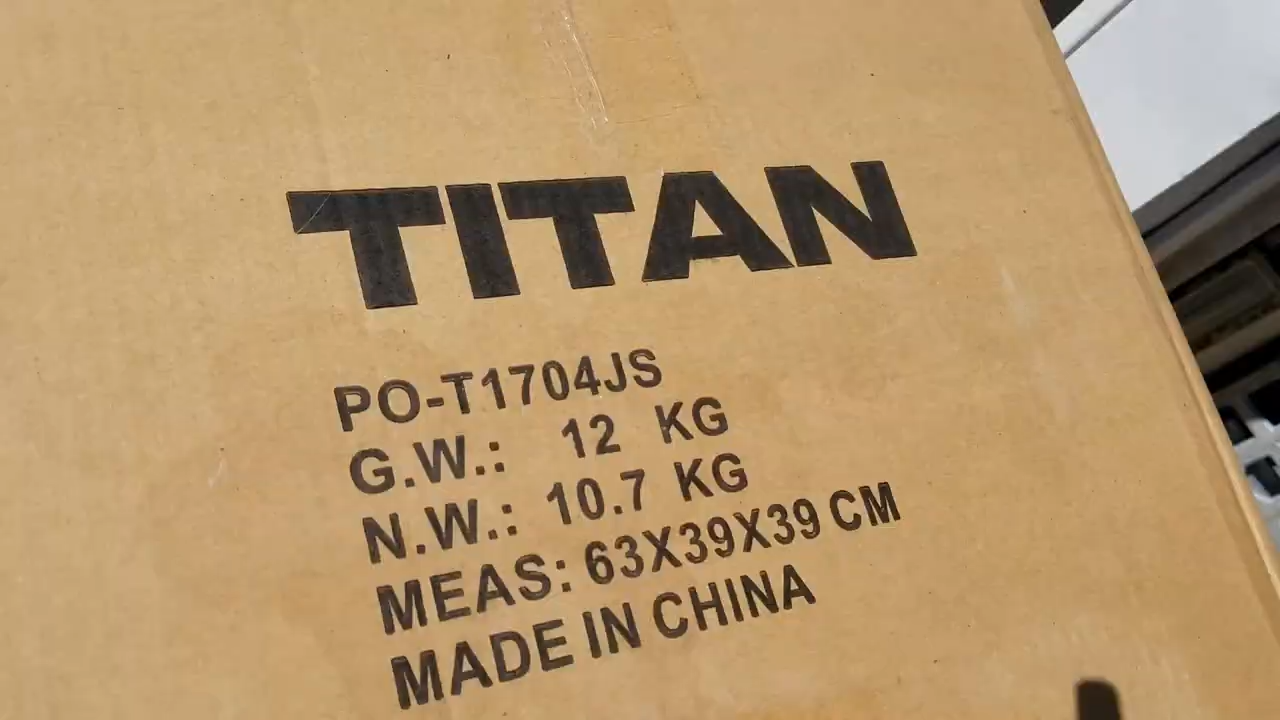 TITAN
PO-T1704JS
G.W.: 12 KG
N.W.: 10.7 KG
MEAS: 63X39X39 CM
MADE IN CHINA